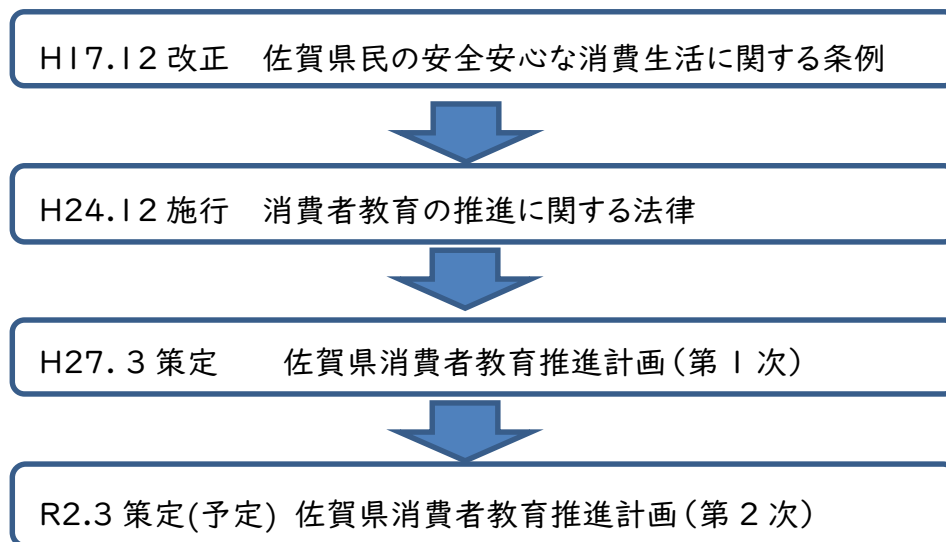 H17.12改正　佐賀県民の安全安心な消費生活に関する条例
H24.12施行　消費者教育の推進に関する法律
H27.3策定　　佐賀県消費者教育推進計画（第1次）
R2.3策定(予定) 佐賀県消費者教育推進計画（第2次）